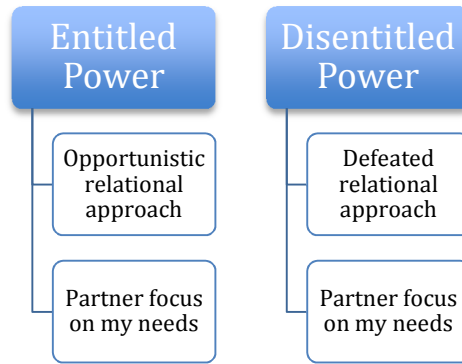 Entitled
Power
Opportunistic
relational
approach
Partner focus
on my needs
Disentitled
Power
Defeated
relational
approach
Partner focus
on my needs